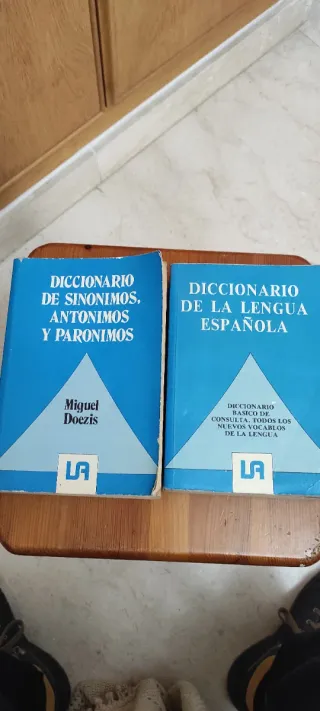 DICCIONARIO
DE SINONIMOS,
ANTONIMOS
Y PARONIMOS
Miguel
Doezis
LA
DICCIONARIO
DE LA LENGUA
ESPAÑOLA
DICCIONARIO
BASICO DE
CONSULTA. TODOS LOS
NUEVOS VOCABLOS
DE LA LENGUA
LA